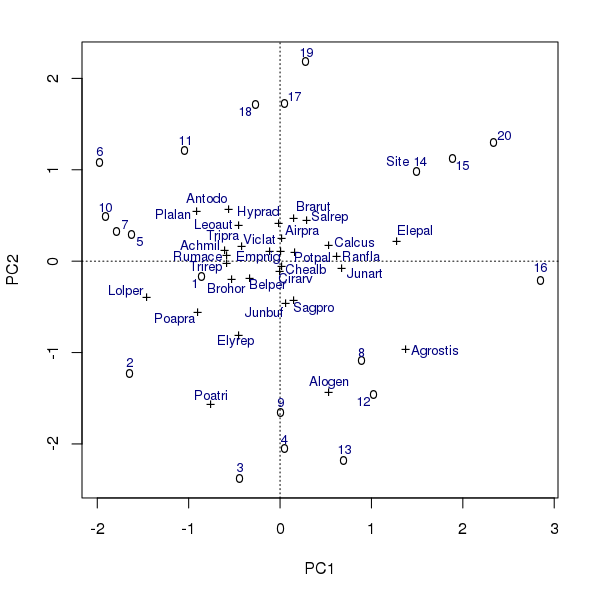 19
2
17
18
20
11
6
Site 14
15
1
Antodo
10
Plalan
Hyprad
Brarut
Salrep
7
5
Leoaut
Tripra
Airpra
Elepal
Achmil
Viclat
Calcus
Rumace
Empnig
Potpal
Ranfla
PC2
0
Trirep
Chealb
Junart
16
1
Cirarv
Brohor
Belper
Lolper
Poapra
Junbuf
Sagpro
Elyrep
8
Agrostis
-1
2
Alogen
Poatri
9
12
-2
4
13
3
-2
-1
0
1
2
3
PC1